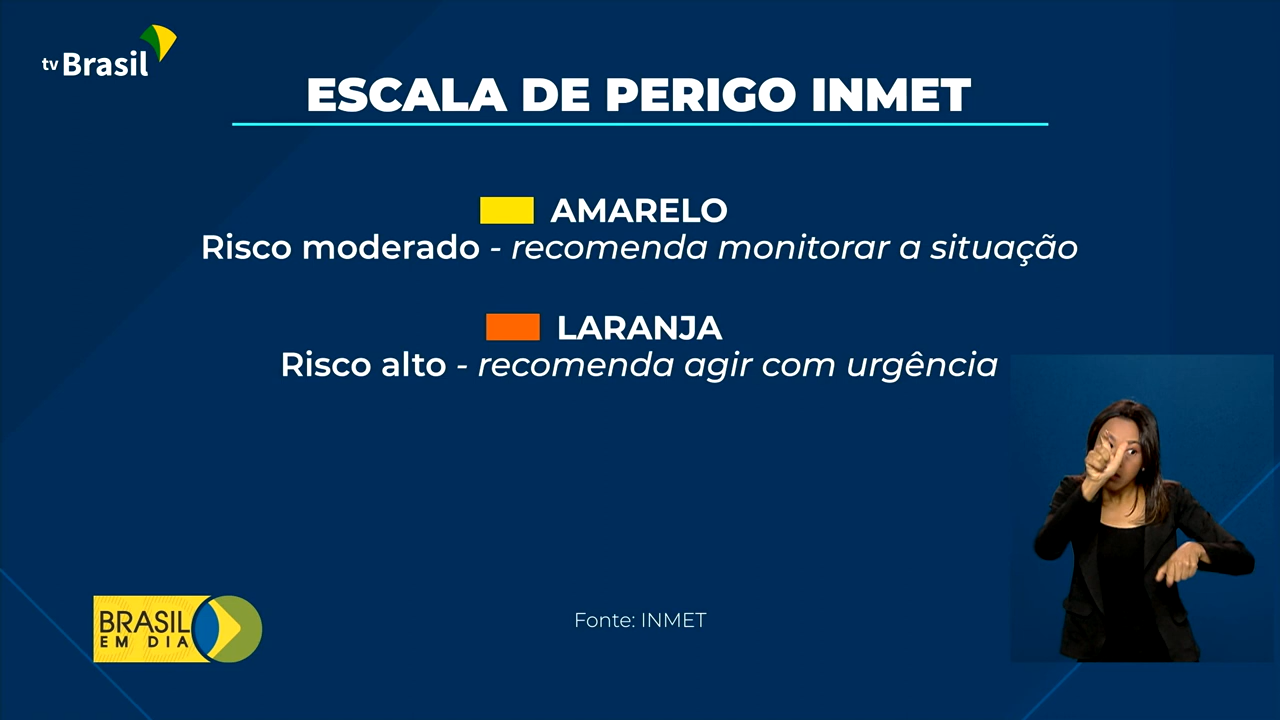 tv Brasil
ESCALA DE PERIGO INMET
AMARELO
Risco moderado - recomenda monitorar a situação
LARANJA
Risco alto - recomenda agir com urgência
BRASIL
EM DIA
Fonte: INMET